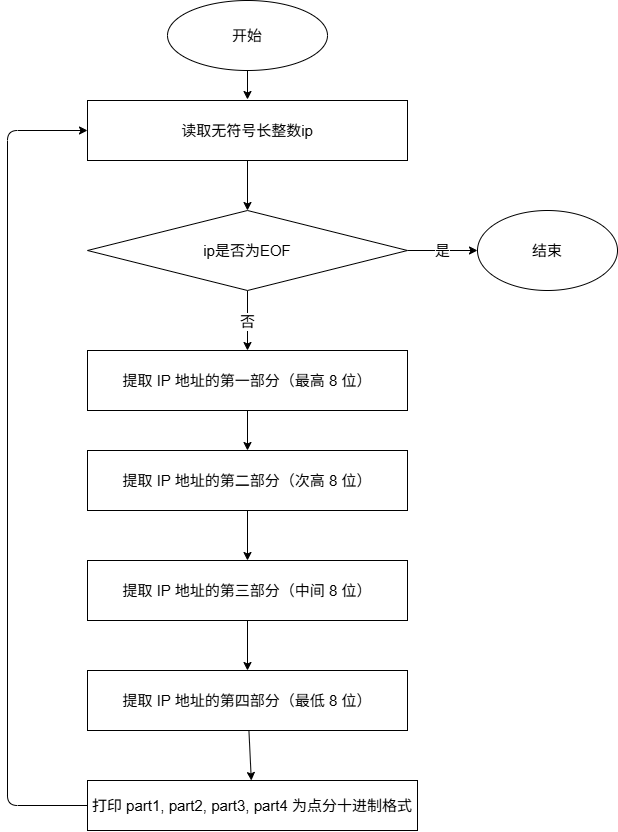 开始
读取无符号长整数ip
ip是否为EOF
是
结束
否
提取 IP 地址的第一部分（最高 8 位）
提取 IP 地址的第二部分（次高 8 位）
提取 IP 地址的第三部分（中间 8 位）
提取 IP 地址的第四部分（最低 8 位）
打印 part1, part2, part3, part4 为点分十进制格式